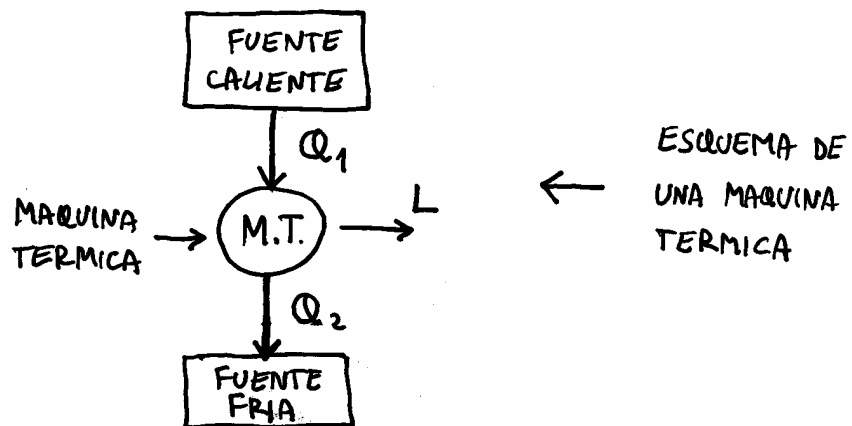 FUENTE
CALIENTE
Q1
MAQUINA
TERMICA
M.T.
L
Q2
FUENTE
FRIA
ESQUEMA DE
UNA MAQUINA
TERMICA